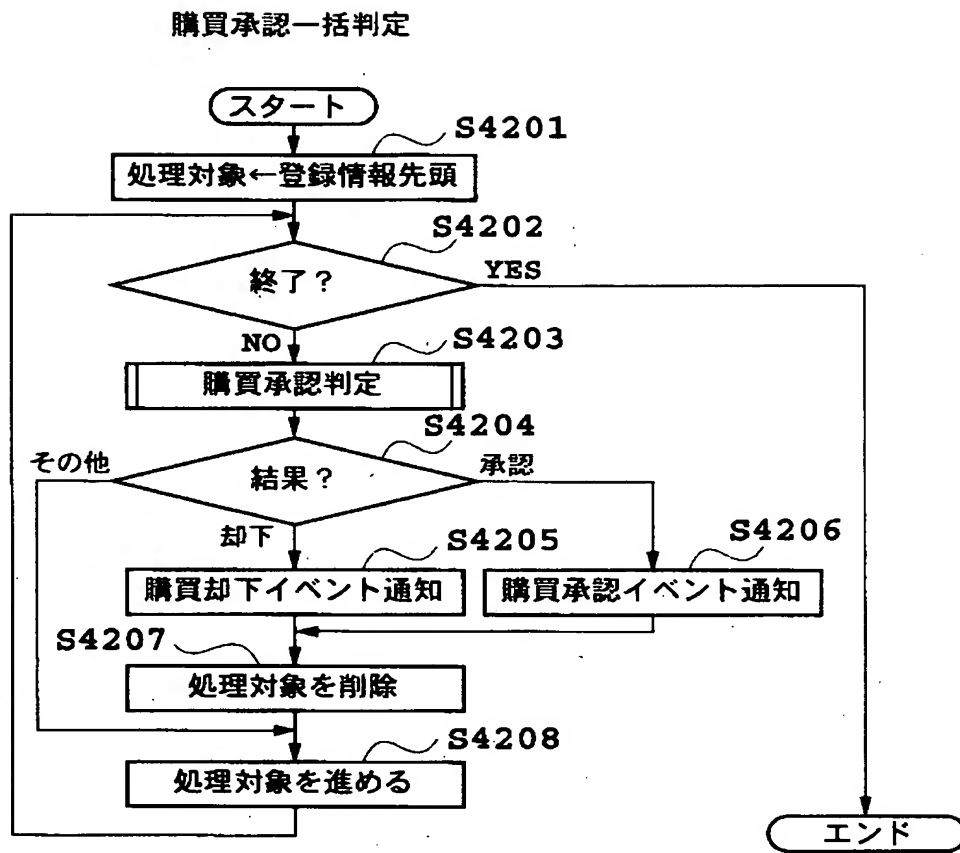 購買承認一括判定
スタート
S4201
処理対象←登録情報先頭
S4202
終了？
YES
NO
S4203
購買承認判定
S4204
その他
結果？
承認
却下
S4205
S4206
購買却下イベント通知
購買承認イベント通知
S4207
処理対象を削除
S4208
処理対象を進める
エンド